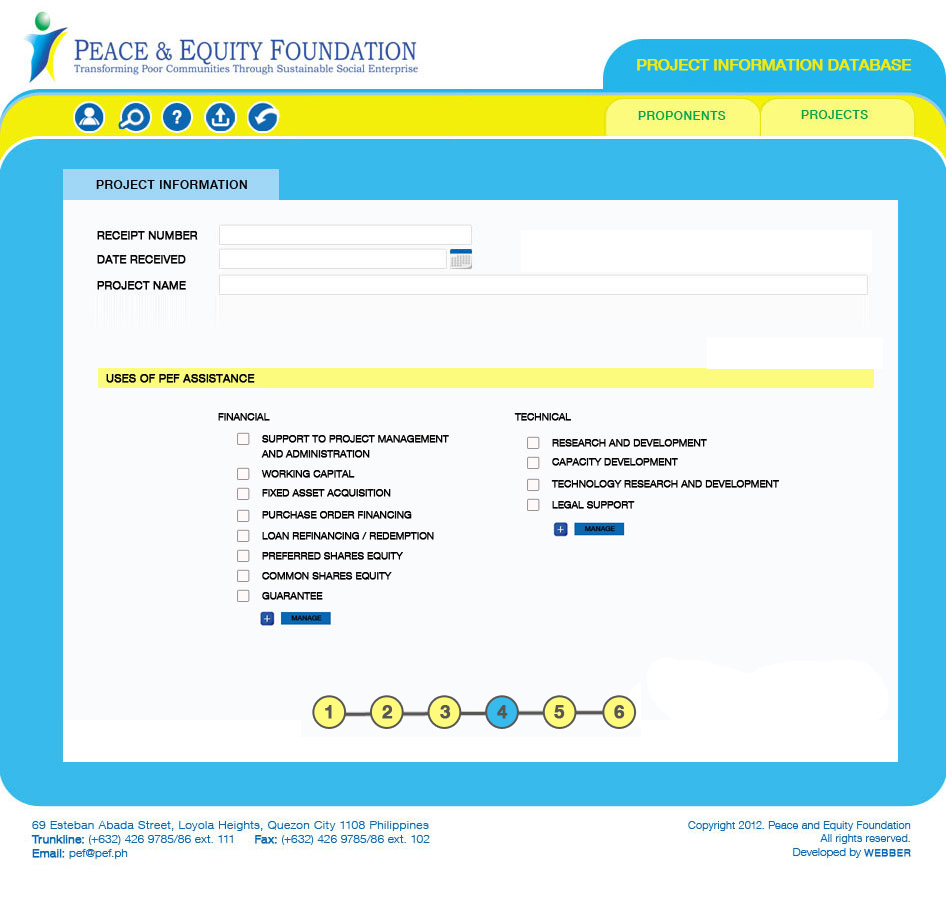 PEACE & EQUITY FOUNDATION
Transforming Poor Communities Through Sustainable Social Enterprise
PROJECT INFORMATION DATABASE
?
PROPONENTS
PROJECTS
PROJECT INFORMATION
RECEIPT NUMBER
DATE RECEIVED
PROJECT NAME
USES OF PEF ASSISTANCE
FINANCIAL
SUPPORT TO PROJECT MANAGEMENT
AND ADMINISTRATION
WORKING CAPITAL
FIXED ASSET ACQUISITION
PURCHASE ORDER FINANCING
LOAN REFINANCING / REDEMPTION
PREFERRED SHARES EQUITY
COMMON SHARES EQUITY
GUARANTEE
+ MANAGE
TECHNICAL
RESEARCH AND DEVELOPMENT
CAPACITY DEVELOPMENT
TECHNOLOGY RESEARCH AND DEVELOPMENT
LEGAL SUPPORT
+ MANAGE
1 2 3 4 5 6
69 Esteban Abada Street, Loyola Heights, Quezon City 1108 Philippines
Trunkline: (+632) 426 9785/86 ext. 111 Fax: (+632) 426 9785/86 ext. 102
Email: pef@pef.ph
Copyright 2012. Peace and Equity Foundation
All rights reserved.
Developed by WEBBER